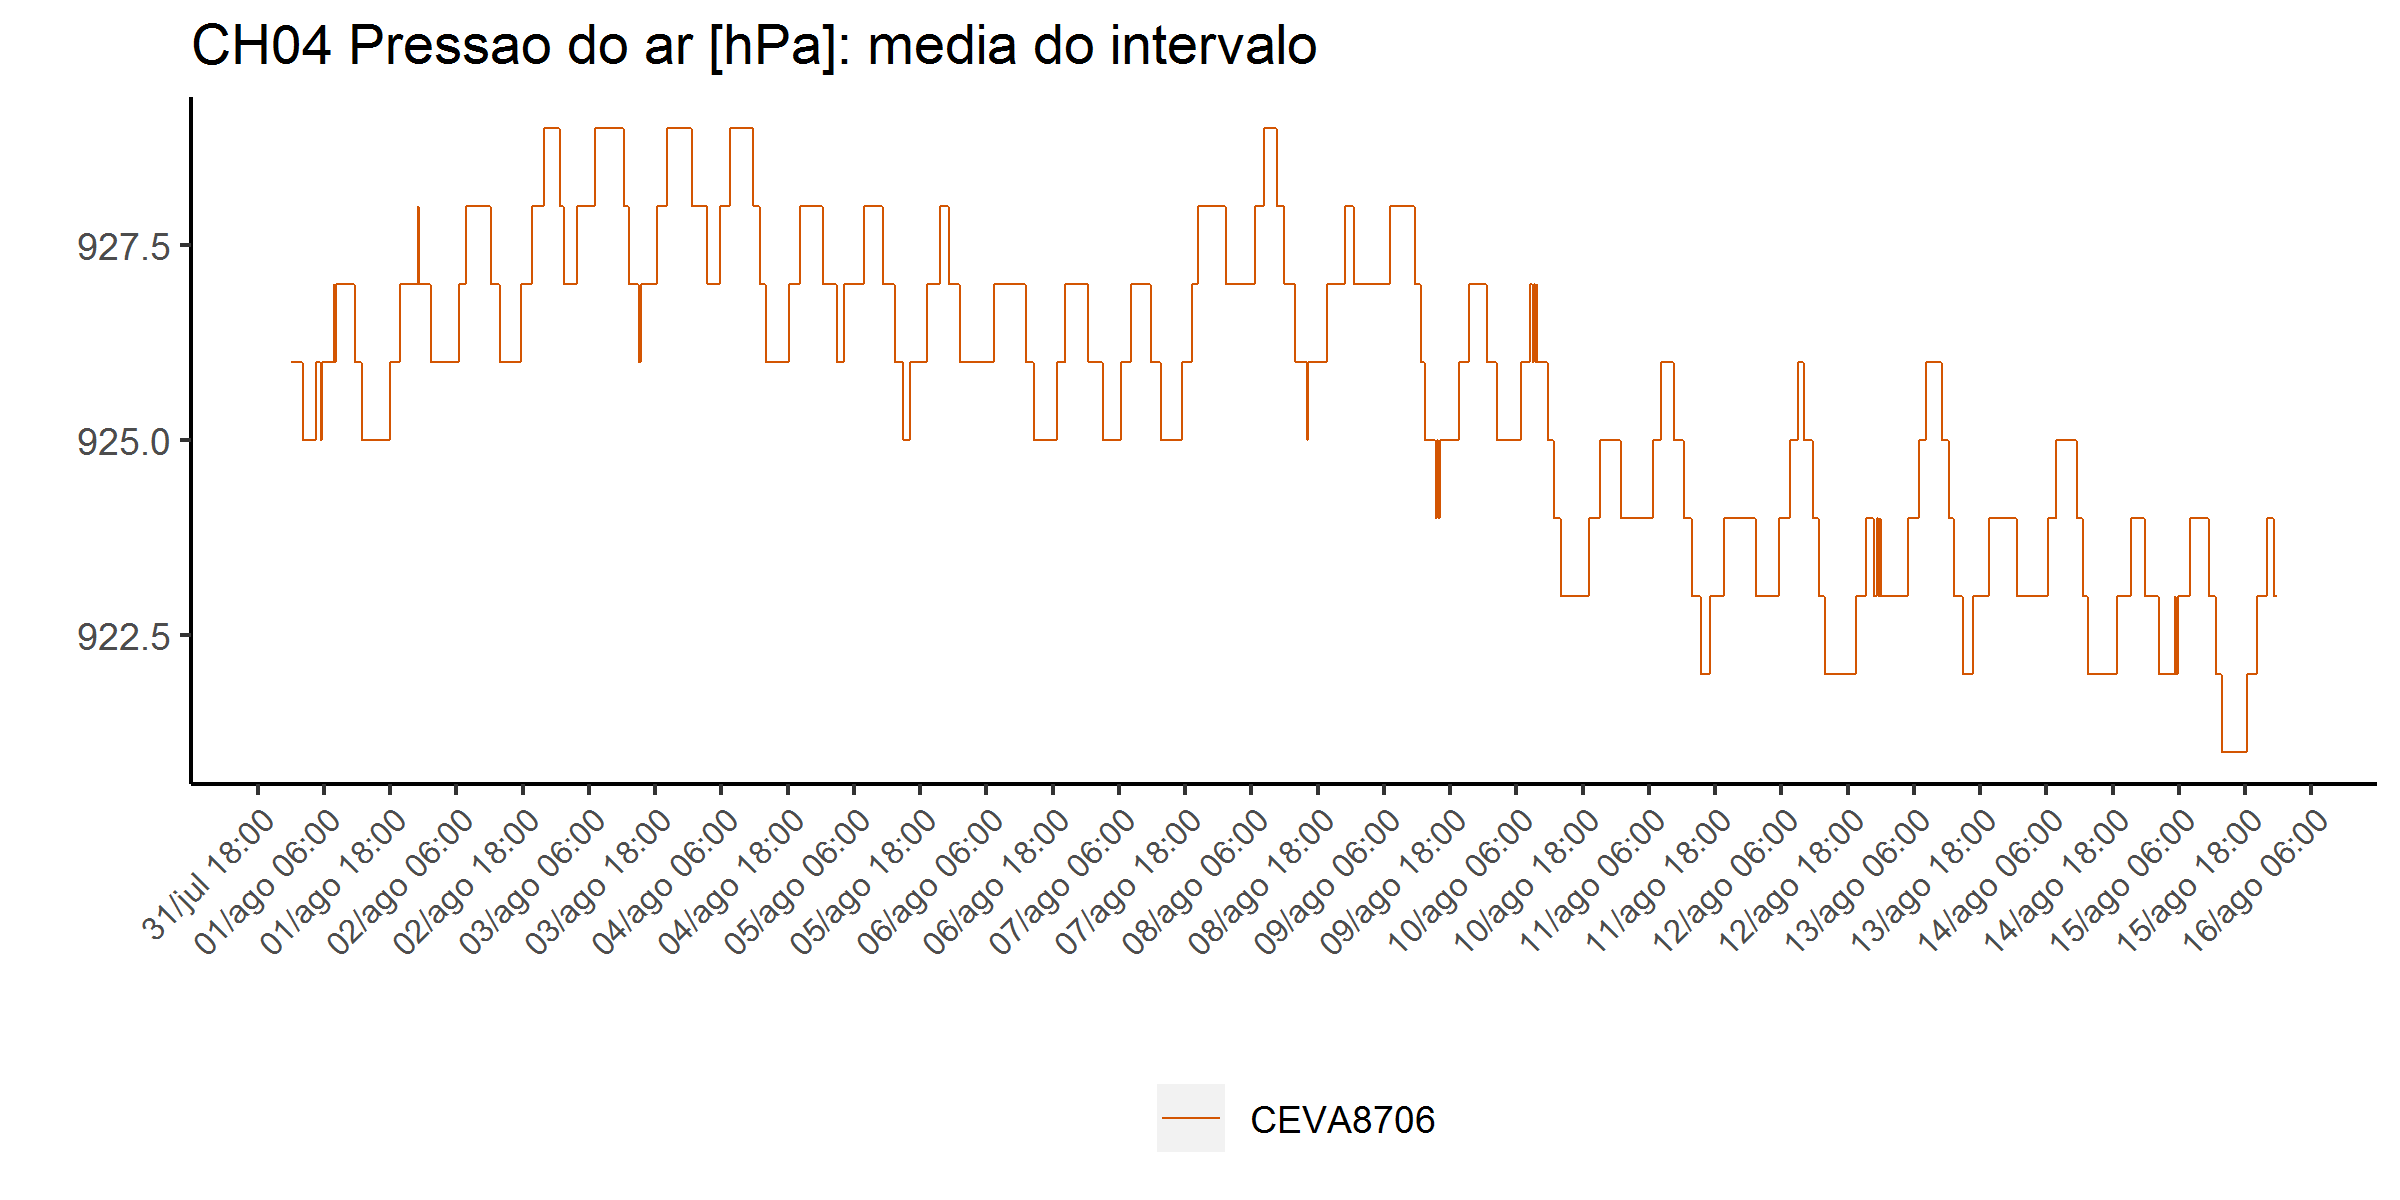 CH04 Pressao do ar [hPa]: media do intervalo
927.5
925.0
922.5
31/jul 18:00
01/ago 06:00
01/ago 18:00
02/ago 06:00
02/ago 18:00
03/ago 06:00
03/ago 18:00
04/ago 06:00
04/ago 18:00
05/ago 06:00
05/ago 18:00
06/ago 06:00
06/ago 18:00
07/ago 06:00
07/ago 18:00
08/ago 06:00
08/ago 18:00
09/ago 06:00
09/ago 18:00
10/ago 06:00
10/ago 18:00
11/ago 06:00
11/ago 18:00
12/ago 06:00
12/ago 18:00
13/ago 06:00
13/ago 18:00
14/ago 06:00
14/ago 18:00
15/ago 06:00
15/ago 18:00
16/ago 06:00
CEVA8706